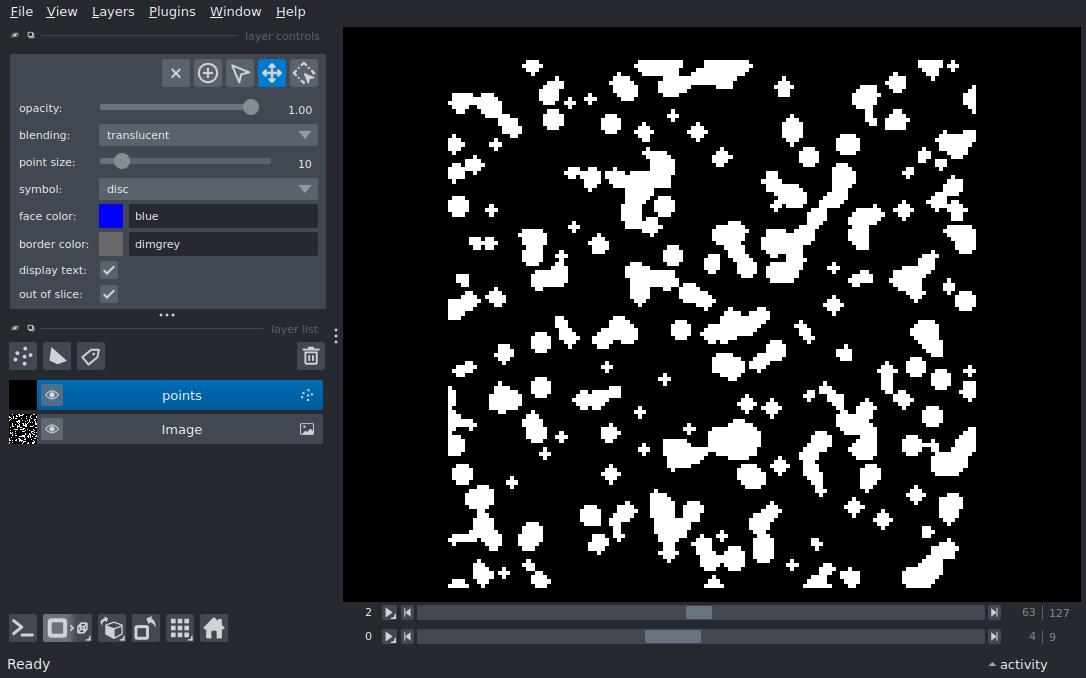 File View Layers Plugins Window Help
layer controls
opacity: 1.00
blending: translucent
point size: 10
symbol: disc
face color: blue
border color: dimgrey
display text:
out of slice:
layer list
points
Image
2 63 127
0 4 9
Ready activity